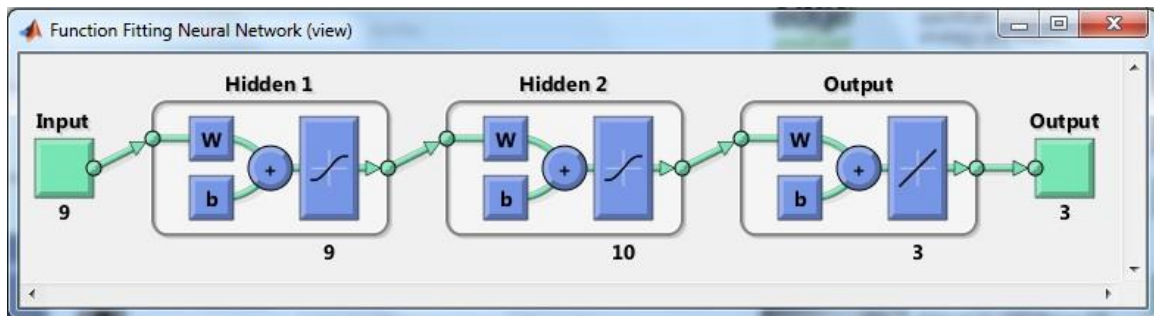 Function Fitting Neural Network (view)
Hidden 1
Hidden 2
Output
Input
Output
W
b
+
W
b
+
W
b
+
9
9
10
3
3